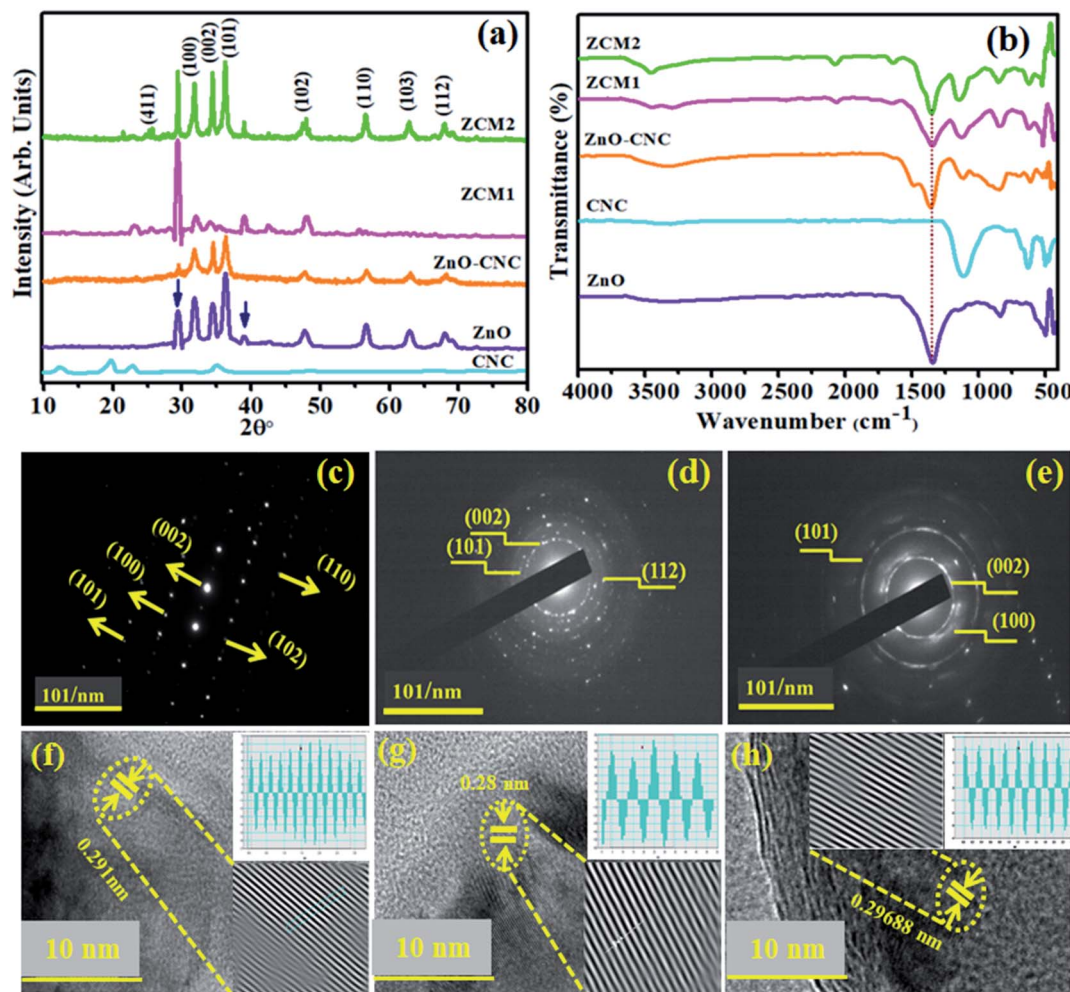 (a)
(411)
(100)
(002)
(101)
(102)
(110)
(103)
(112)
ZCM2
ZCM1
ZnO-CNC
ZnO
CNC
Intensity (Arb. Units)
10 20 30 40 50 60 70 80
2θ°
(b)
ZCM2
ZCM1
ZnO-CNC
CNC
ZnO
Transmittance (%)
4000 3500 3000 2500 2000 1500 1000 500
Wavenumber (cm-1)
(c)
(002)
(100)
(101)
(110)
(102)
101/nm
(d)
(002)
(101)
(112)
101/nm
(e)
(101)
(002)
(100)
101/nm
(f)
0.291nm
10 nm
(g)
0.28 nm
10 nm
(h)
0.29688 nm
10 nm